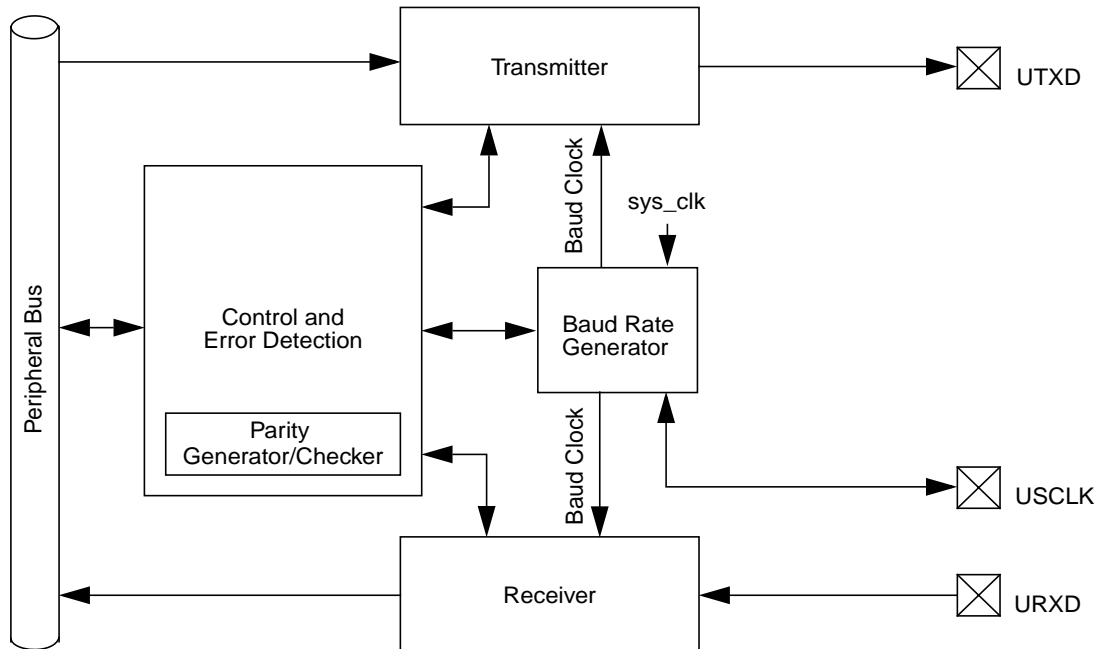 Transmitter
UTXD
Baud Clock
sys_clk
Peripheral Bus
Control and
Error Detection
Baud Rate
Generator
Parity
Generator/Checker
Baud Clock
USCLK
Receiver
URXD